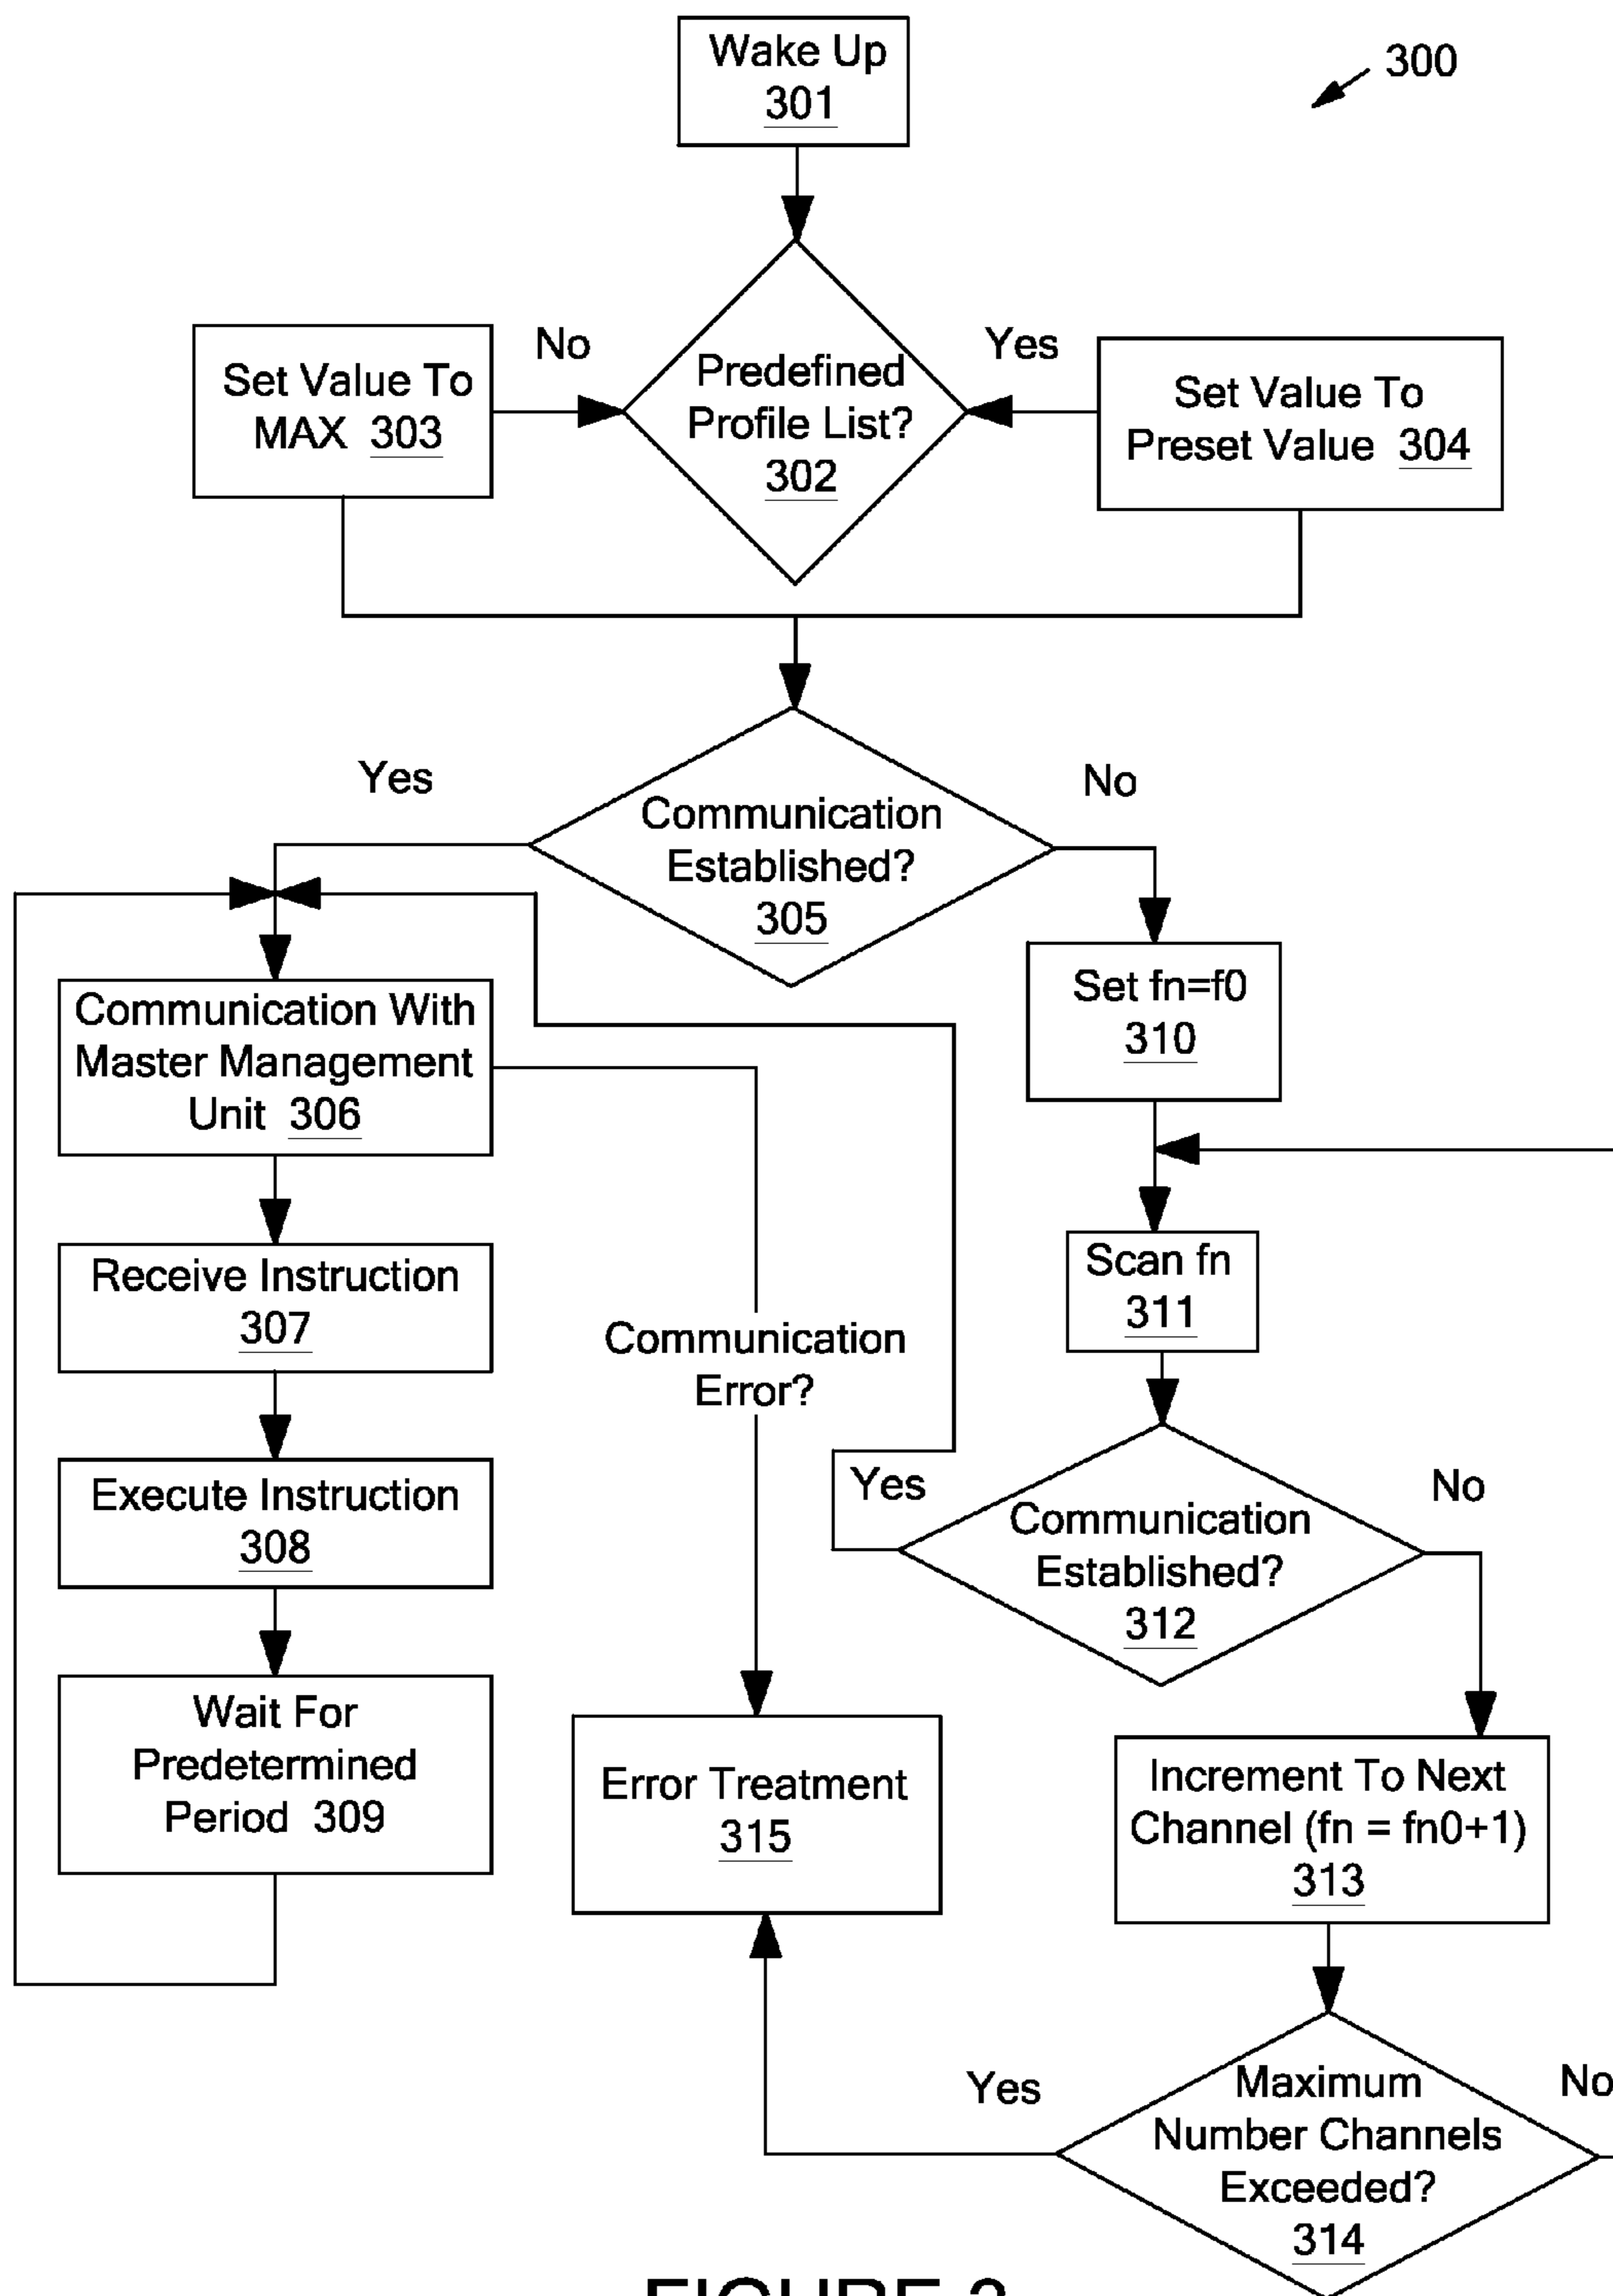 Wake Up
301
300
No
Yes
Set Value To
MAX 303
Predefined
Profile List?
302
Set Value To
Preset Value 304
Yes
No
Communication
Established?
305
Communication With
Master Management
Unit 306
Set fn=f0
310
Receive Instruction
307
Scan fn
311
Communication
Error?
Execute Instruction
308
Yes
No
Communication
Established?
312
Wait For
Predetermined
Period 309
Error Treatment
315
Increment To Next
Channel (fn = fn0+1)
313
Yes
No
Maximum
Number Channels
Exceeded?
314